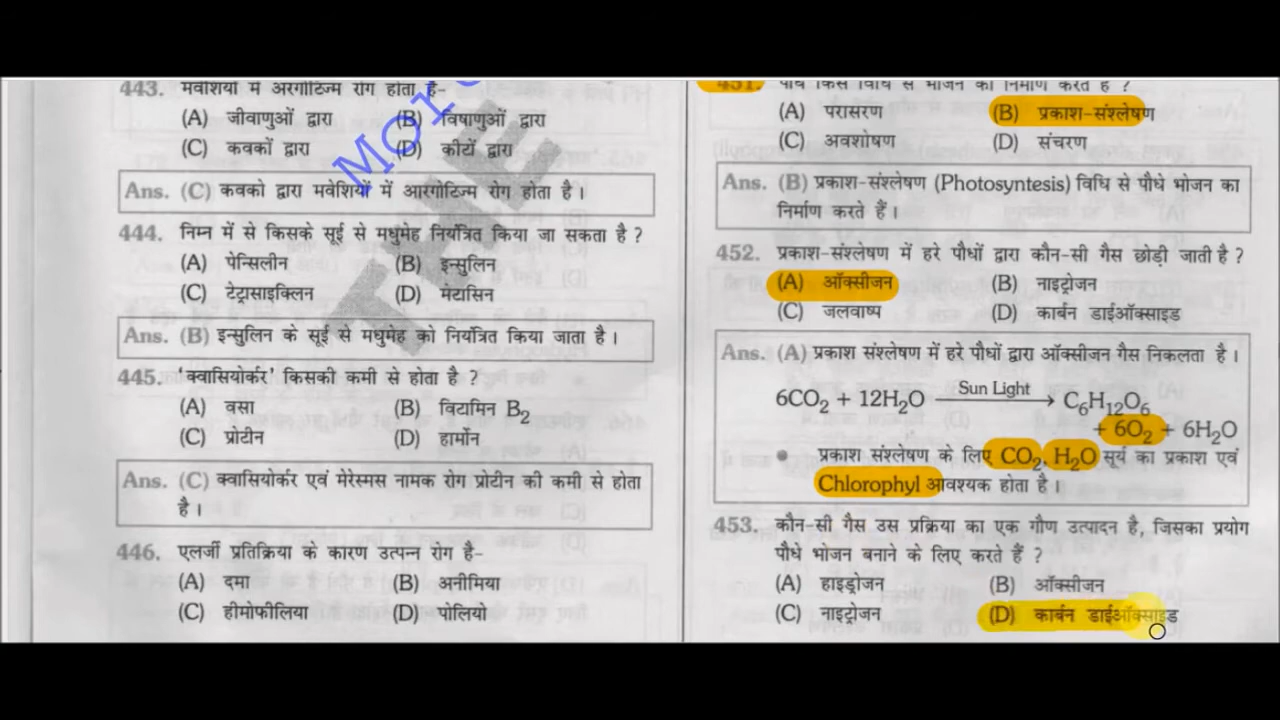 443. मवेशियों में अरगोटिज्म रोग होता है-
(A) जीवाणुओं द्वारा (B) विषाणुओं द्वारा
(C) कवकों द्वारा (D) कीटों द्वारा
Ans. (C) कवको द्वारा मवेशियों में आरगोटिज्म रोग होता है।
444. निम्न में से किसके सूई से मधुमेह नियंत्रित किया जा सकता है ?
(A) पेन्सिलीन (B) इन्सुलिन
(C) टेट्रासाइक्लिन (D) मेटासिन
Ans. (B) इन्सुलिन के सूई से मधुमेह को नियंत्रित किया जाता है।
445. 'क्वासियोर्कर' किसकी कमी से होता है ?
(A) वसा (B) विटामिन B2
(C) प्रोटीन (D) हार्मोन
Ans. (C) क्वासियोर्कर एवं मेरेस्मस नामक रोग प्रोटीन की कमी से होता
है।
446. एलर्जी प्रतिक्रिया के कारण उत्पन्न रोग है-
(A) दमा (B) अनीमिया
(C) हीमोफीलिया (D) पोलियो
451. पौधे किस विधि से भोजन का निर्माण करते हैं ?
(A) परासरण (B) प्रकाश-संश्लेषण
(C) अवशोषण (D) संचरण
Ans. (B) प्रकाश-संश्लेषण (Photosyntesis) विधि से पौधे भोजन का
निर्माण करते हैं।
452. प्रकाश-संश्लेषण में हरे पौधों द्वारा कौन-सी गैस छोड़ी जाती है ?
(A) ऑक्सीजन (B) नाइट्रोजन
(C) जलवाष्प (D) कार्बन डाईऑक्साइड
Ans. (A) प्रकाश संश्लेषण में हरे पौधों द्वारा ऑक्सीजन गैस निकलता है।
Sun Light
6CO2 + 12H2O → C6H12O6
+ 6O2 + 6H2O
• प्रकाश संश्लेषण के लिए CO2, H2O सूर्य का प्रकाश एवं
Chlorophyl ओवश्यक होता है।
453. कौन-सी गैस उस प्रक्रिया का एक गौण उत्पादन है, जिसका प्रयोग
पौधे भोजन बनाने के लिए करते हैं ?
(A) हाइड्रोजन (B) ऑक्सीजन
(C) नाइट्रोजन (D) कार्बन डाईऑक्साइड